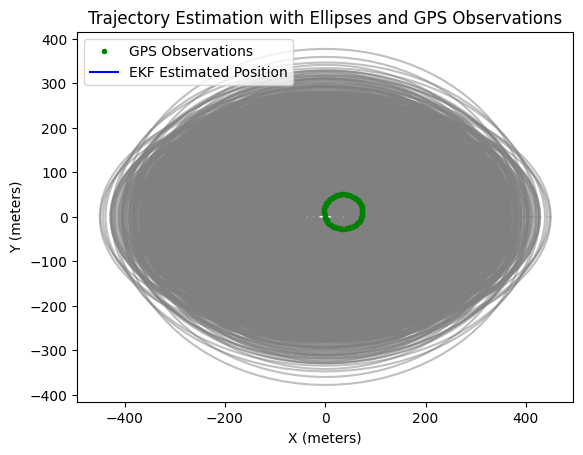 Trajectory Estimation with Ellipses and GPS Observations
GPS Observations
EKF Estimated Position
400
300
200
100
0
−100
−200
−300
−400
Y (meters)
−400 −200 0 200 400
X (meters)